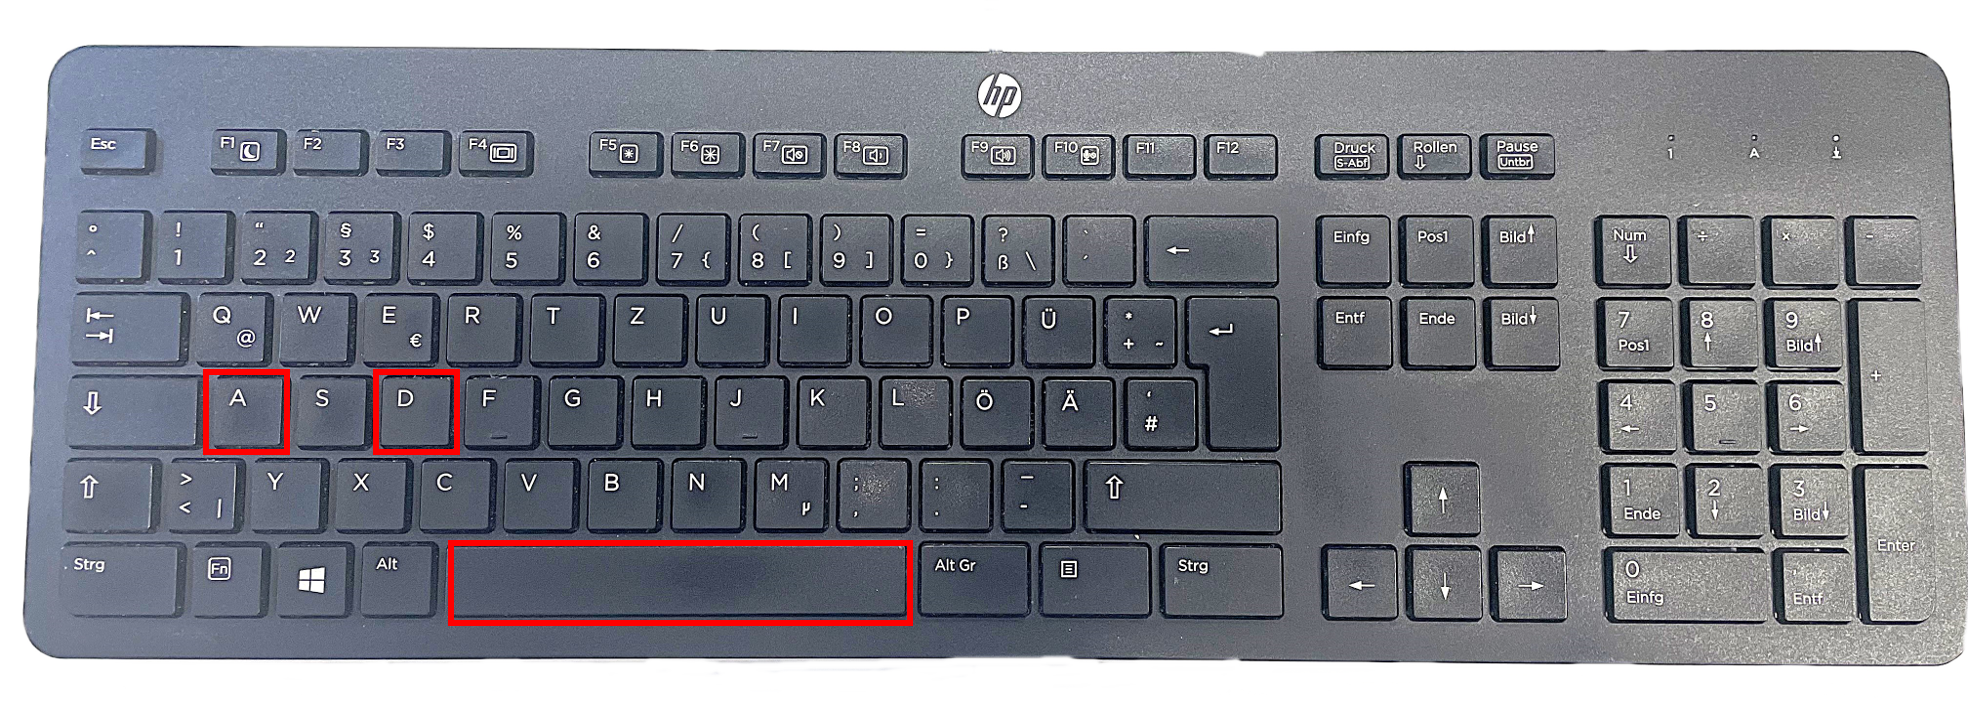 hp
Esc F1 F2 F3 F4 F5 F6 F7 F8 F9 F10 F11 F12 Druck S-Abf Rollen ⇩ Pause Untbr 1 A
° ^ ! 1 " 2 ² § 3 ³ $ 4 % 5 & 6 / 7 { ( 8 [ ) 9 ] = 0 } ? ß \ ` ´ ← Einfg Pos1 Bild↑ Num ⇩ ÷ × -
Q @ W E € R T Z U I O P Ü * + ~ ↵ Entf Ende Bild↓ 7 Pos1 8 ↑ 9 Bild↑ +
⇩ A S D F G H J K L Ö Ä ' # 4 ← 5 6 →
⇧ > < | Y X C V B N M µ ; , : . _ - ⇧ ↑ 1 Ende 2 ↓ 3 Bild↓ Enter
Strg Fn Alt Alt Gr Strg ← ↓ → 0 Einfg , Entf